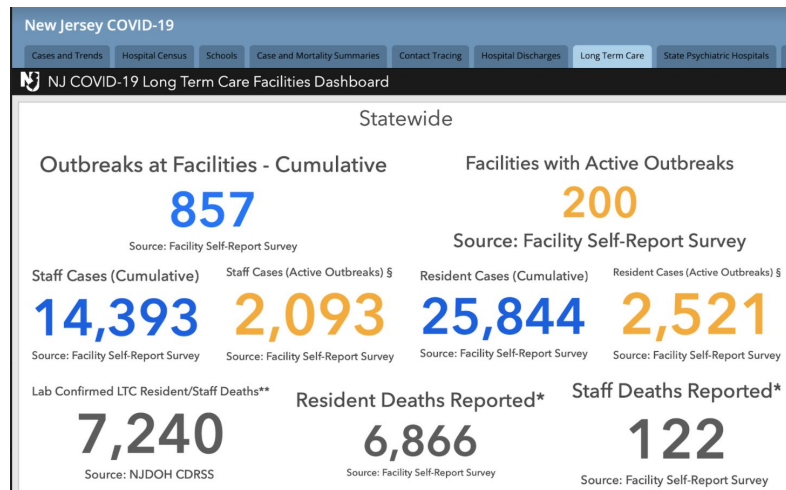 New Jersey COVID-19
Cases and Trends Hospital Census Schools Case and Mortality Summaries Contact Tracing Hospital Discharges Long Term Care State Psychiatric Hospitals
NJ COVID-19 Long Term Care Facilities Dashboard
Statewide
Outbreaks at Facilities - Cumulative
857
Source: Facility Self-Report Survey
Facilities with Active Outbreaks
200
Source: Facility Self-Report Survey
Staff Cases (Cumulative)
14,393
Source: Facility Self-Report Survey
Staff Cases (Active Outbreaks) §
2,093
Source: Facility Self-Report Survey
Resident Cases (Cumulative)
25,844
Source: Facility Self-Report Survey
Resident Cases (Active Outbreaks) §
2,521
Source: Facility Self-Report Survey
Lab Confirmed LTC Resident/Staff Deaths**
7,240
Source: NJDOH CDRSS
Resident Deaths Reported*
6,866
Source: Facility Self-Report Survey
Staff Deaths Reported*
122
Source: Facility Self-Report Survey